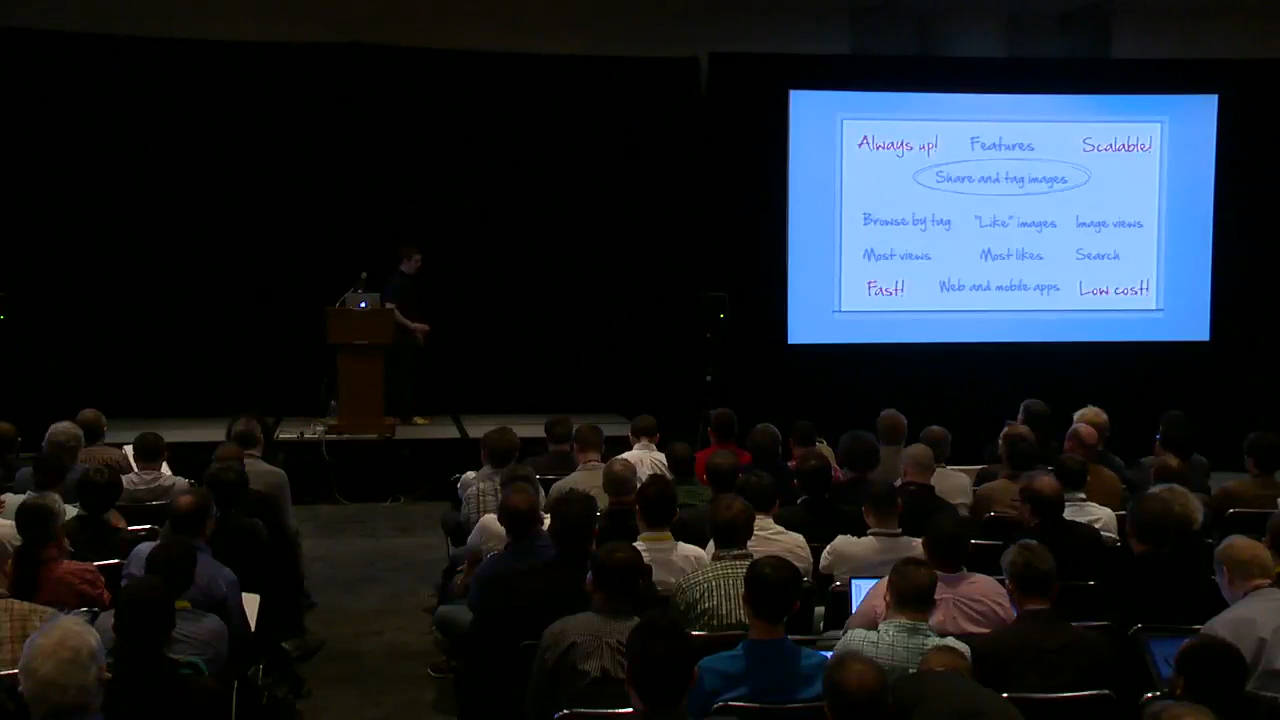 Always up! Features Scalable!
Share and tag images
Browse by tag "Like" images Image views
Most views Most likes Search
Fast! Web and mobile apps Low cost!